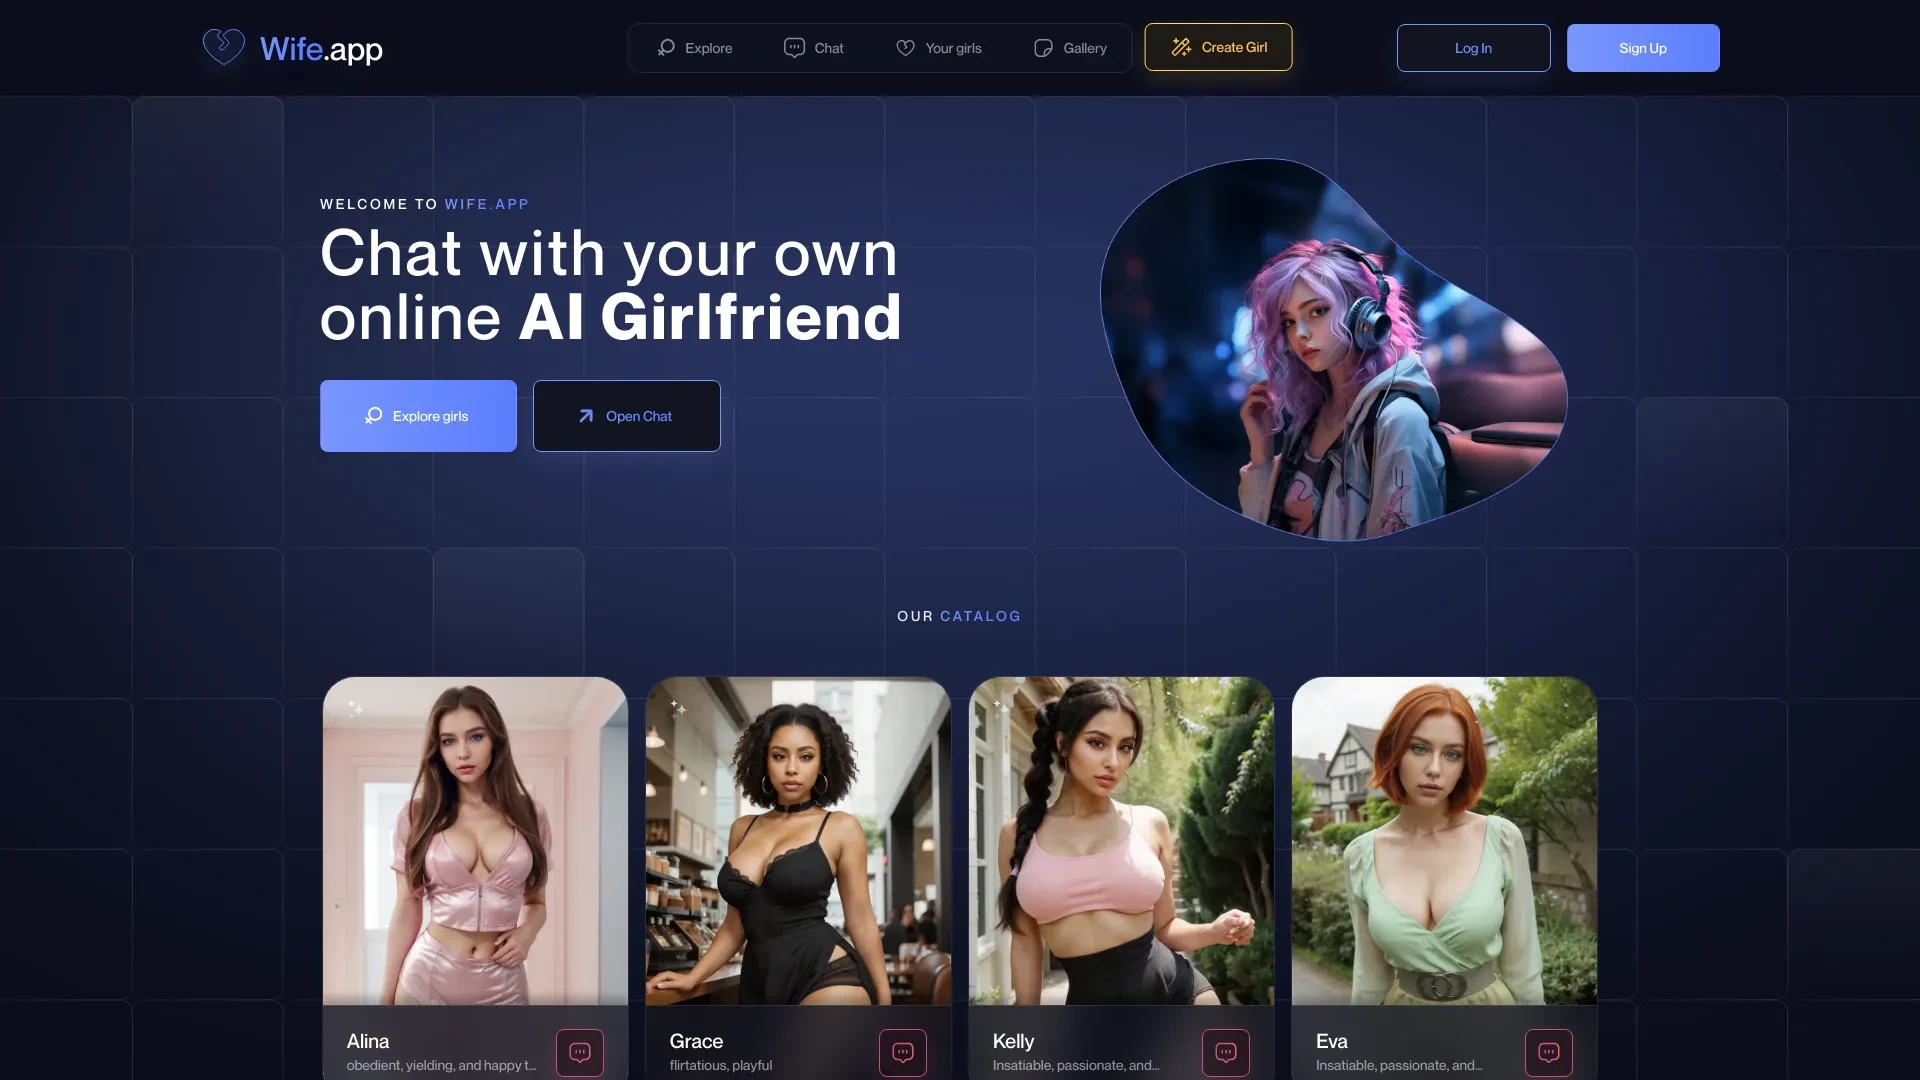 Wife.app
Explore
Chat
Your girls
Gallery
Create Girl
Log In
Sign Up
WELCOME TO WIFE.APP
Chat with your own
online AI Girlfriend
Explore girls
Open Chat
OUR CATALOG
Alina
obedient, yielding, and happy t...
Grace
flirtatious, playful
Kelly
Insatiable, passionate, and...
Eva
Insatiable, passionate, and...